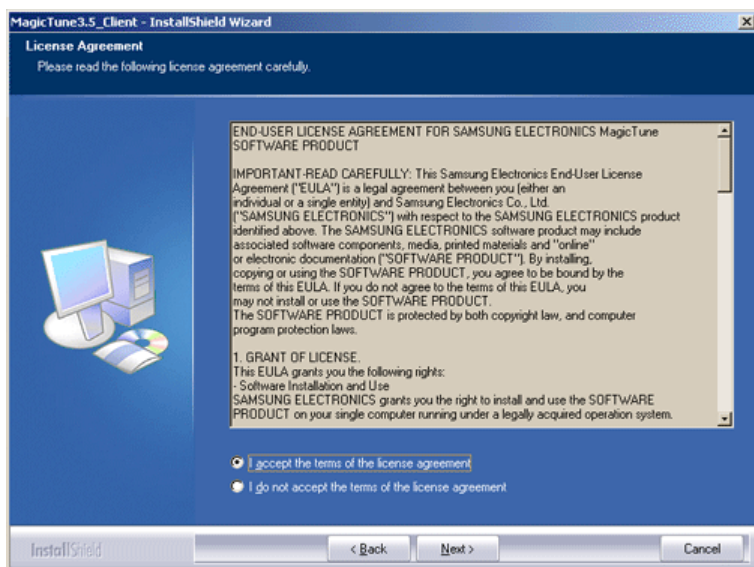 MagicTune3.5_Client - InstallShield Wizard
License Agreement
Please read the following license agreement carefully.
END-USER LICENSE AGREEMENT FOR SAMSUNG ELECTRONICS MagicTune
SOFTWARE PRODUCT
IMPORTANT-READ CAREFULLY: This Samsung Electronics End-User License
Agreement ("EULA") is a legal agreement between you (either an
individual or a single entity) and Samsung Electronics Co., Ltd.
("SAMSUNG ELECTRONICS") with respect to the SAMSUNG ELECTRONICS product
identified above. The SAMSUNG ELECTRONICS software product may include
associated software components, media, printed materials and "online"
or electronic documentation ("SOFTWARE PRODUCT"). By installing,
copying or using the SOFTWARE PRODUCT, you agree to be bound by the
terms of this EULA. If you do not agree to the terms of this EULA, you
may not install or use the SOFTWARE PRODUCT.
The SOFTWARE PRODUCT is protected by both copyright law, and computer
program protection laws.
1. GRANT OF LICENSE.
This EULA grants you the following rights:
- Software Installation and Use
SAMSUNG ELECTRONICS grants you the right to install and use the SOFTWARE
PRODUCT on your single computer running under a legally acquired operation system.
I accept the terms of the license agreement
I do not accept the terms of the license agreement
InstallShield
< Back
Next >
Cancel